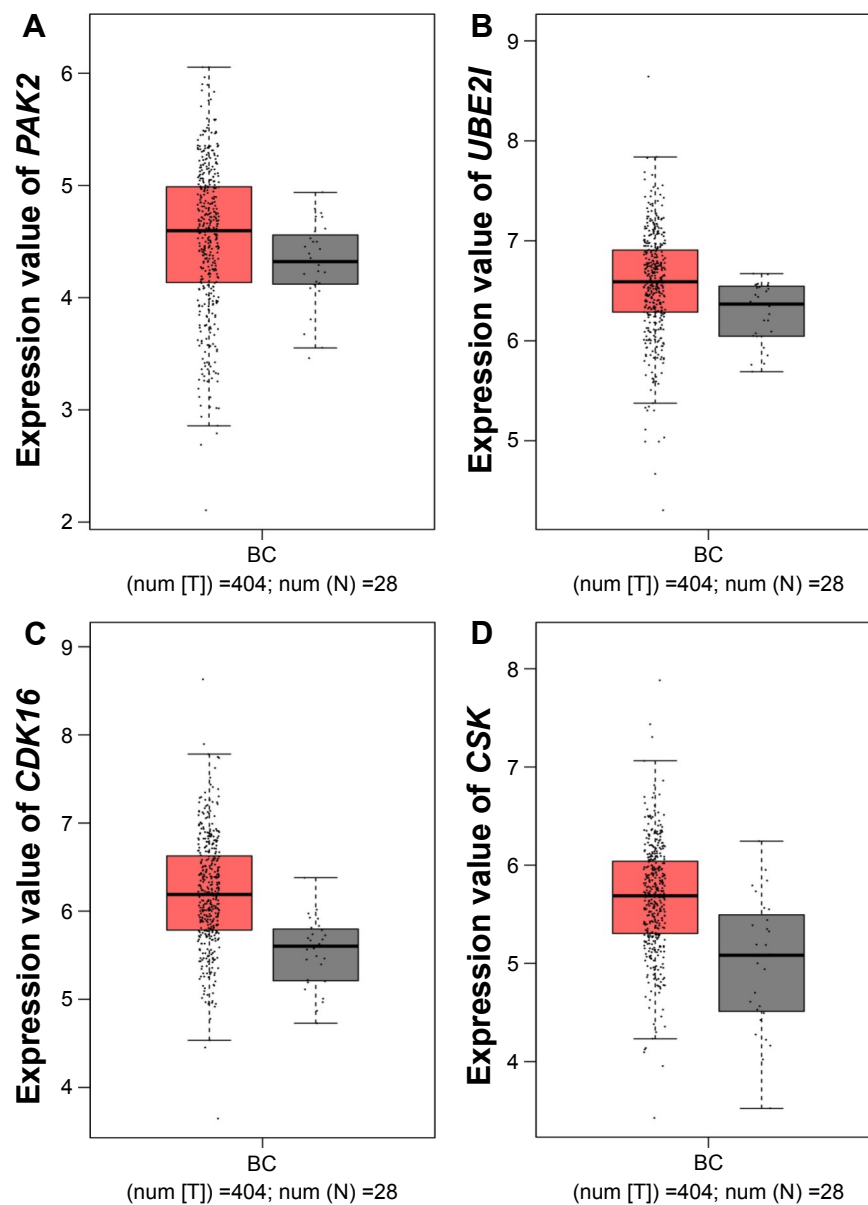 A
Expression value of PAK2
6
5
4
3
2
BC
(num [T]) =404; num (N) =28
B
Expression value of UBE2I
9
8
7
6
5
BC
(num [T]) =404; num (N) =28
C
Expression value of CDK16
9
8
7
6
5
4
BC
(num [T]) =404; num (N) =28
D
Expression value of CSK
8
7
6
5
4
BC
(num [T]) =404; num (N) =28